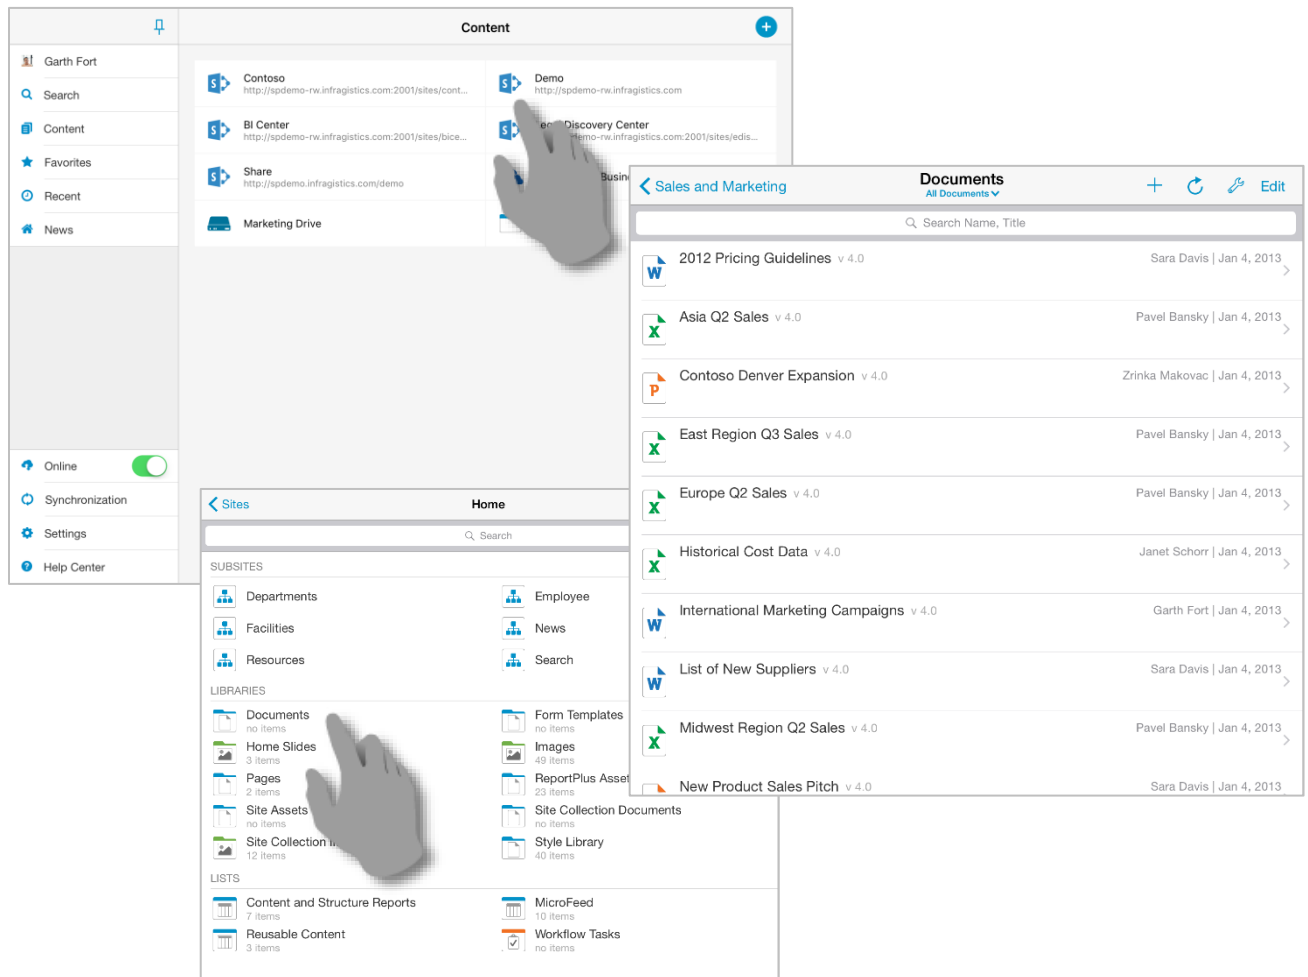 Content
Garth Fort
Search
Content
Favorites
Recent
News
Online
Synchronization
Settings
Help Center
Contoso
http://spdemo-rw.infragistics.com:2001/sites/cont...
Demo
http://spdemo-rw.infragistics.com
BI Center
http://spdemo-rw.infragistics.com:2001/sites/bice...
Discovery Center
emo-rw.infragistics.com:2001/sites/edis...
Share
http://spdemo.infragistics.com/demo
Busin
Marketing Drive
Sales and Marketing
Documents
All Documents
Edit
Search Name, Title
2012 Pricing Guidelines v 4.0
Sara Davis | Jan 4, 2013
Asia Q2 Sales v 4.0
Pavel Bansky | Jan 4, 2013
Contoso Denver Expansion v 4.0
Zrinka Makovac | Jan 4, 2013
East Region Q3 Sales v 4.0
Pavel Bansky | Jan 4, 2013
Europe Q2 Sales v 4.0
Pavel Bansky | Jan 4, 2013
Historical Cost Data v 4.0
Janet Schorr | Jan 4, 2013
International Marketing Campaigns v 4.0
Garth Fort | Jan 4, 2013
List of New Suppliers v 4.0
Sara Davis | Jan 4, 2013
Midwest Region Q2 Sales v 4.0
Pavel Bansky | Jan 4, 2013
New Product Sales Pitch v 4.0
Sara Davis | Jan 4, 2013
Sites
Home
Search
SUBSITES
Departments
Employee
Facilities
News
Resources
Search
LIBRARIES
Documents
no items
Form Templates
no items
Home Slides
3 items
Images
49 items
Pages
2 items
ReportPlus Asset
23 items
Site Assets
no items
Site Collection Documents
no items
Site Collection
12 items
Style Library
40 items
LISTS
Content and Structure Reports
7 items
MicroFeed
10 items
Reusable Content
3 items
Workflow Tasks
no items